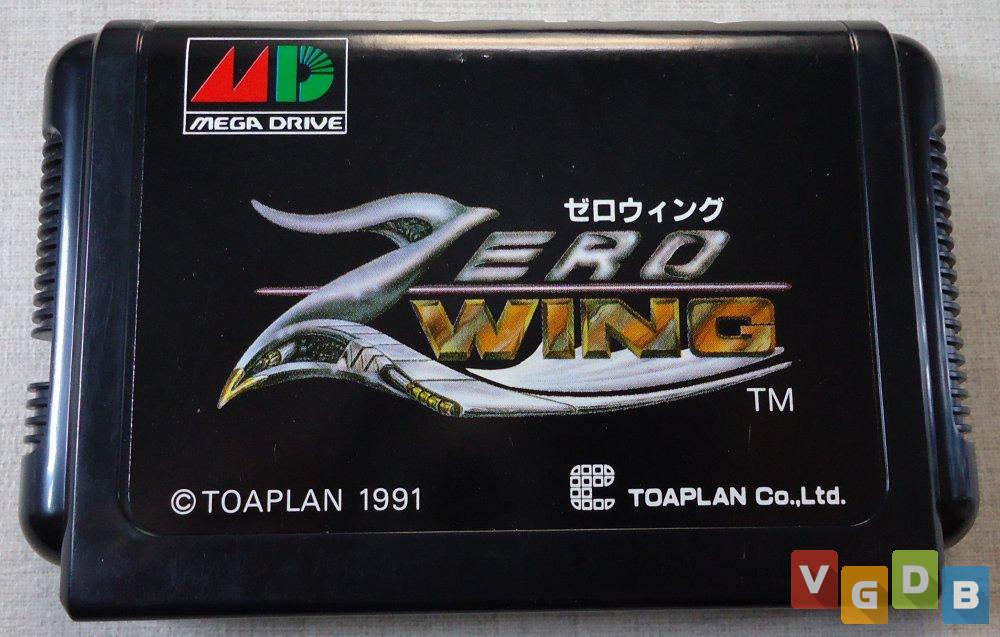 MD
MEGA DRIVE
ゼロウィング
ZERO
WING
TM
© TOAPLAN 1991
TOAPLAN Co.,Ltd.
VGDB